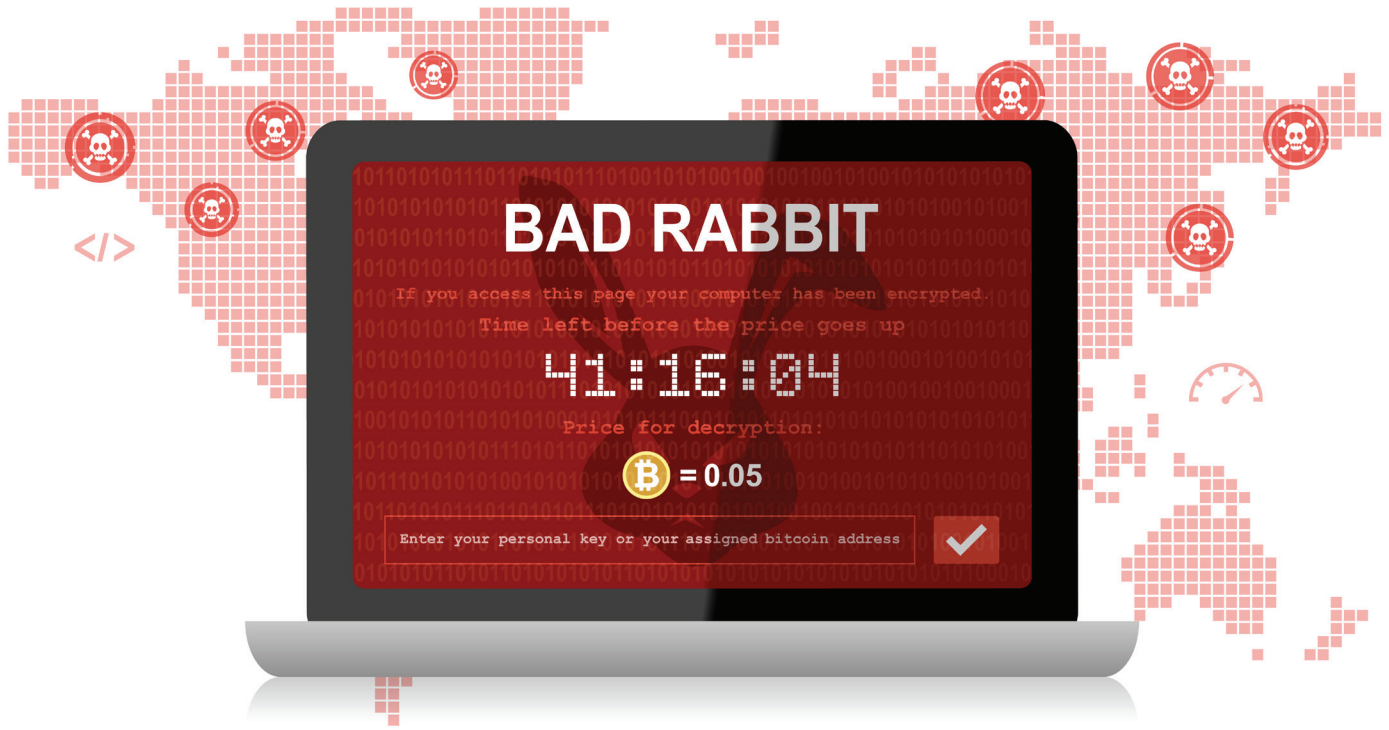 BAD RABBIT
If you access this page your computer has been encrypted.
Time left before the price goes up
41:16:04
Price for decryption:
₿ = 0.05
Enter your personal key or your assigned bitcoin address
</>